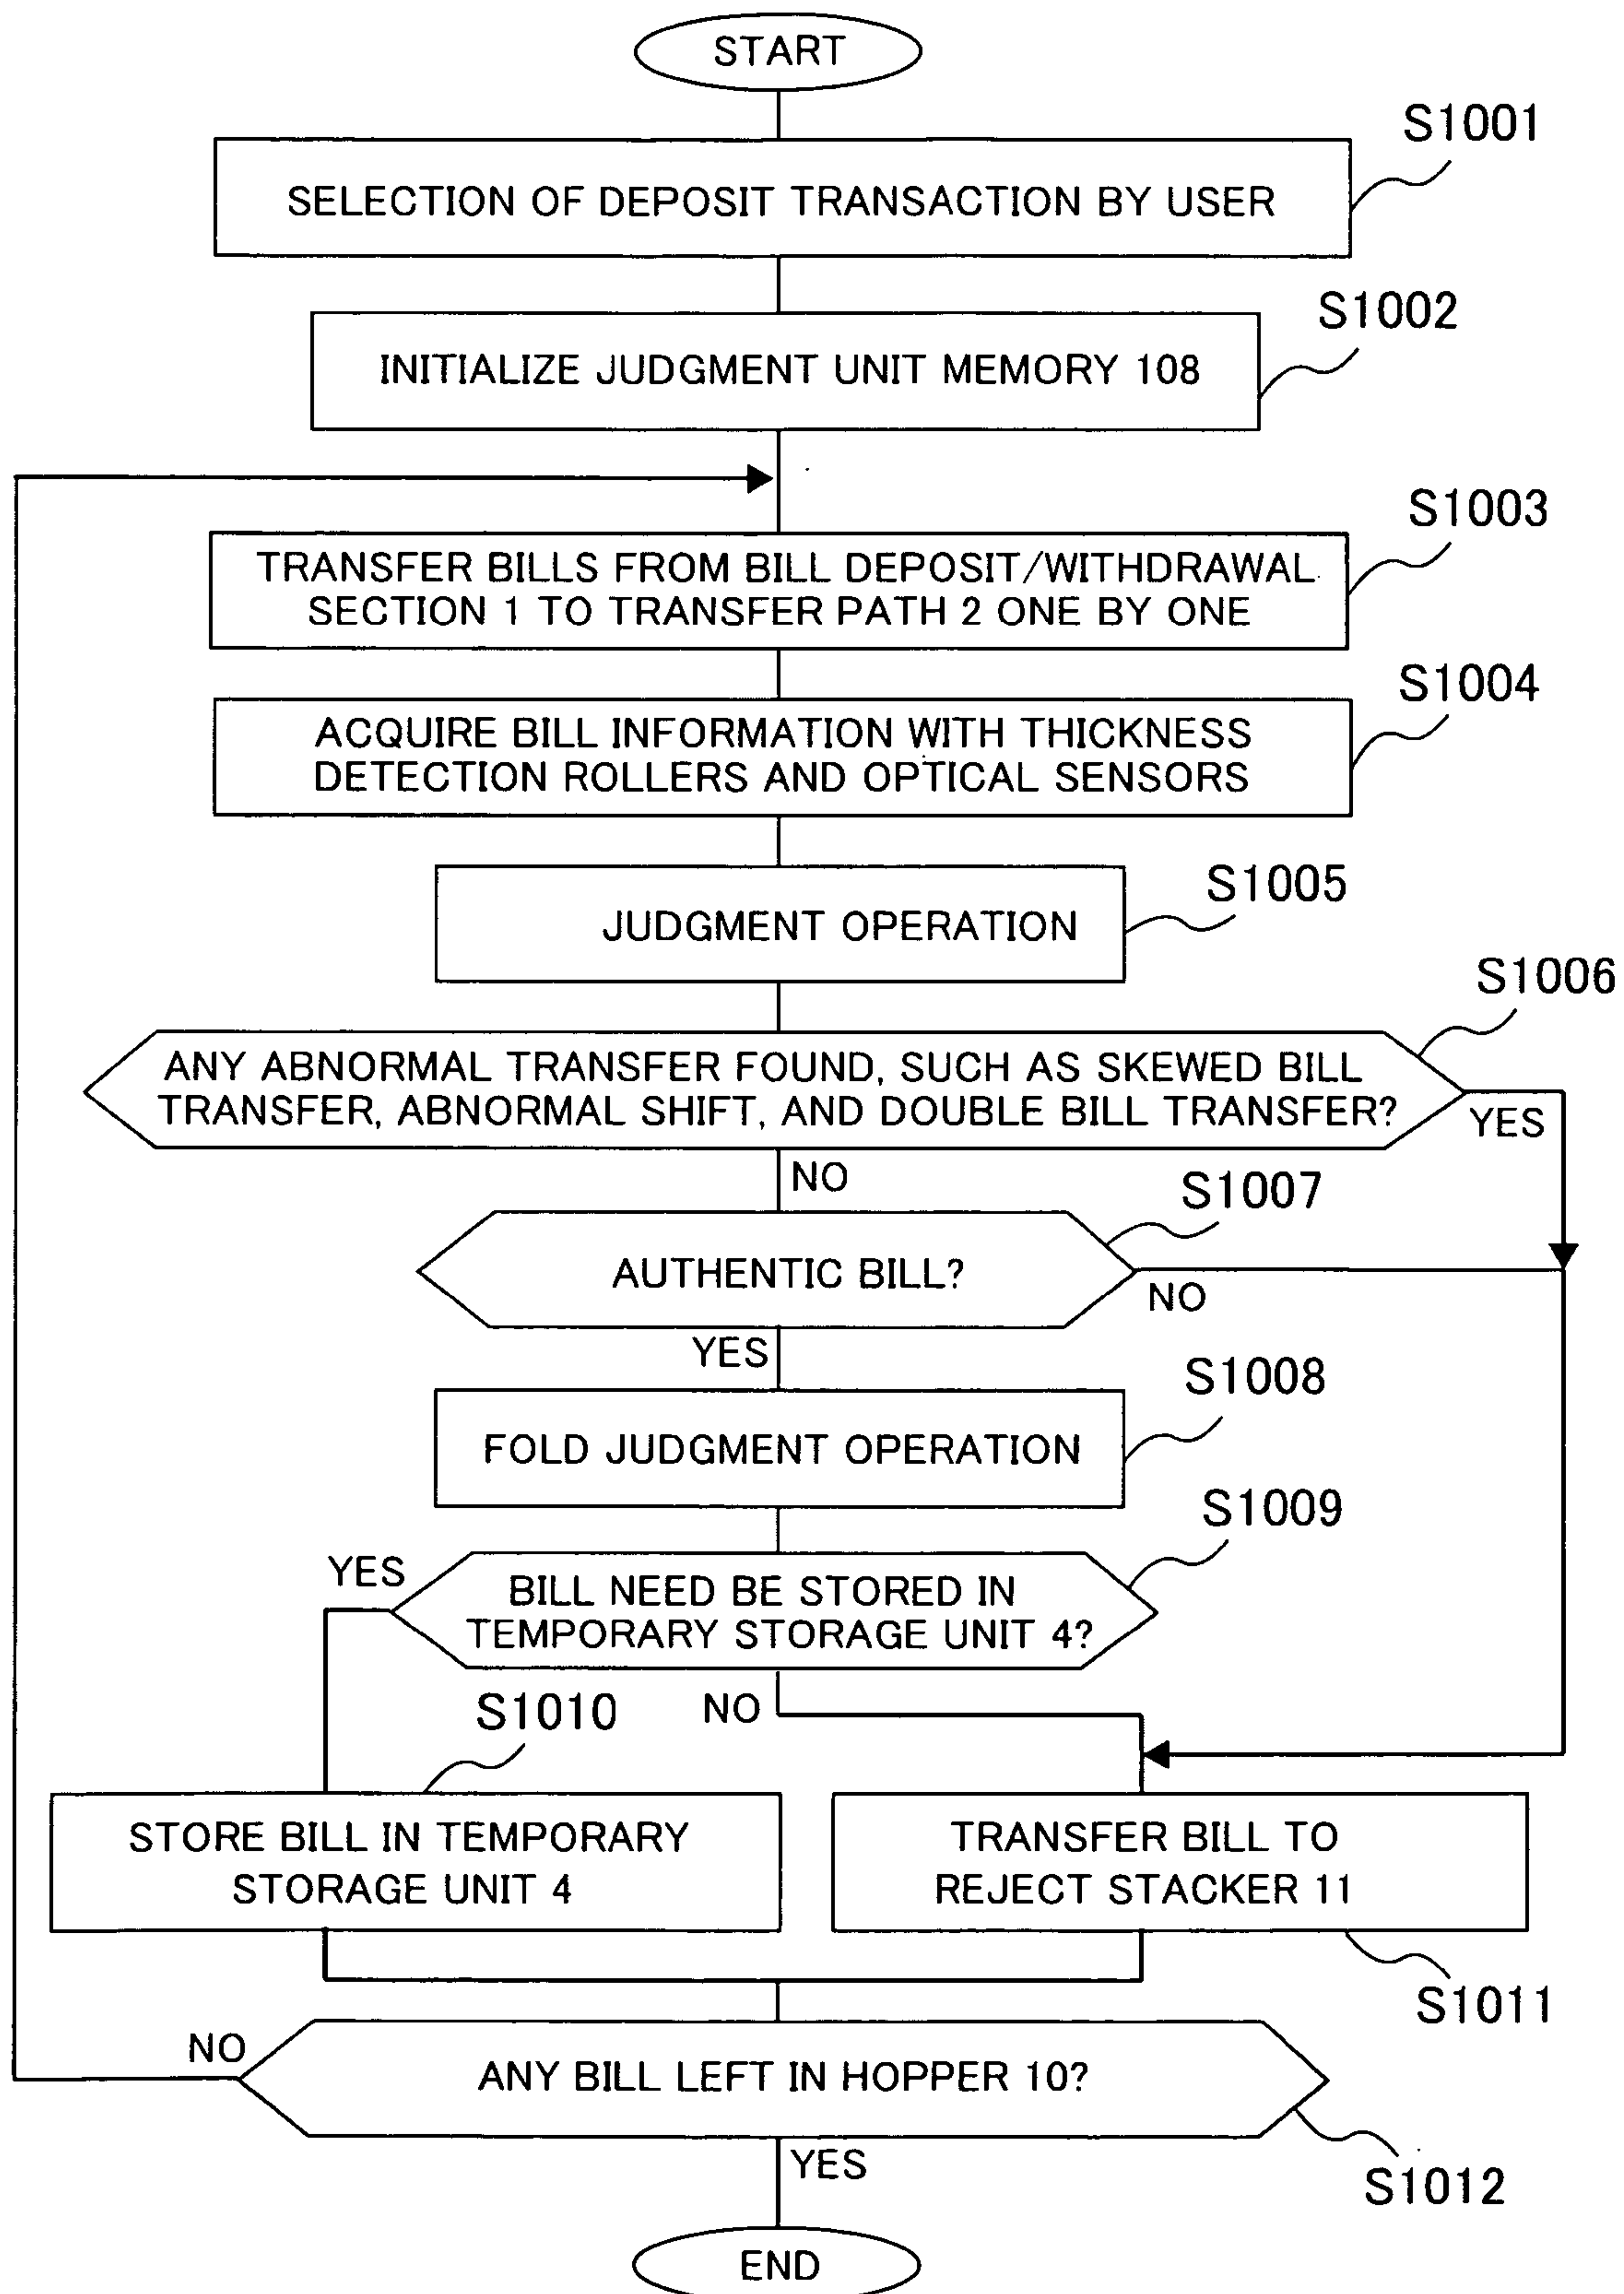 START
S1001
SELECTION OF DEPOSIT TRANSACTION BY USER
S1002
INITIALIZE JUDGMENT UNIT MEMORY 108
S1003
TRANSFER BILLS FROM BILL DEPOSIT/WITHDRAWAL
SECTION 1 TO TRANSFER PATH 2 ONE BY ONE
S1004
ACQUIRE BILL INFORMATION WITH THICKNESS
DETECTION ROLLERS AND OPTICAL SENSORS
S1005
JUDGMENT OPERATION
S1006
ANY ABNORMAL TRANSFER FOUND, SUCH AS SKEWED BILL
TRANSFER, ABNORMAL SHIFT, AND DOUBLE BILL TRANSFER?
YES
NO
S1007
AUTHENTIC BILL?
NO
YES
S1008
FOLD JUDGMENT OPERATION
S1009
YES
BILL NEED BE STORED IN
TEMPORARY STORAGE UNIT 4?
S1010
NO
STORE BILL IN TEMPORARY
STORAGE UNIT 4
TRANSFER BILL TO
REJECT STACKER 11
S1011
NO
ANY BILL LEFT IN HOPPER 10?
YES
S1012
END